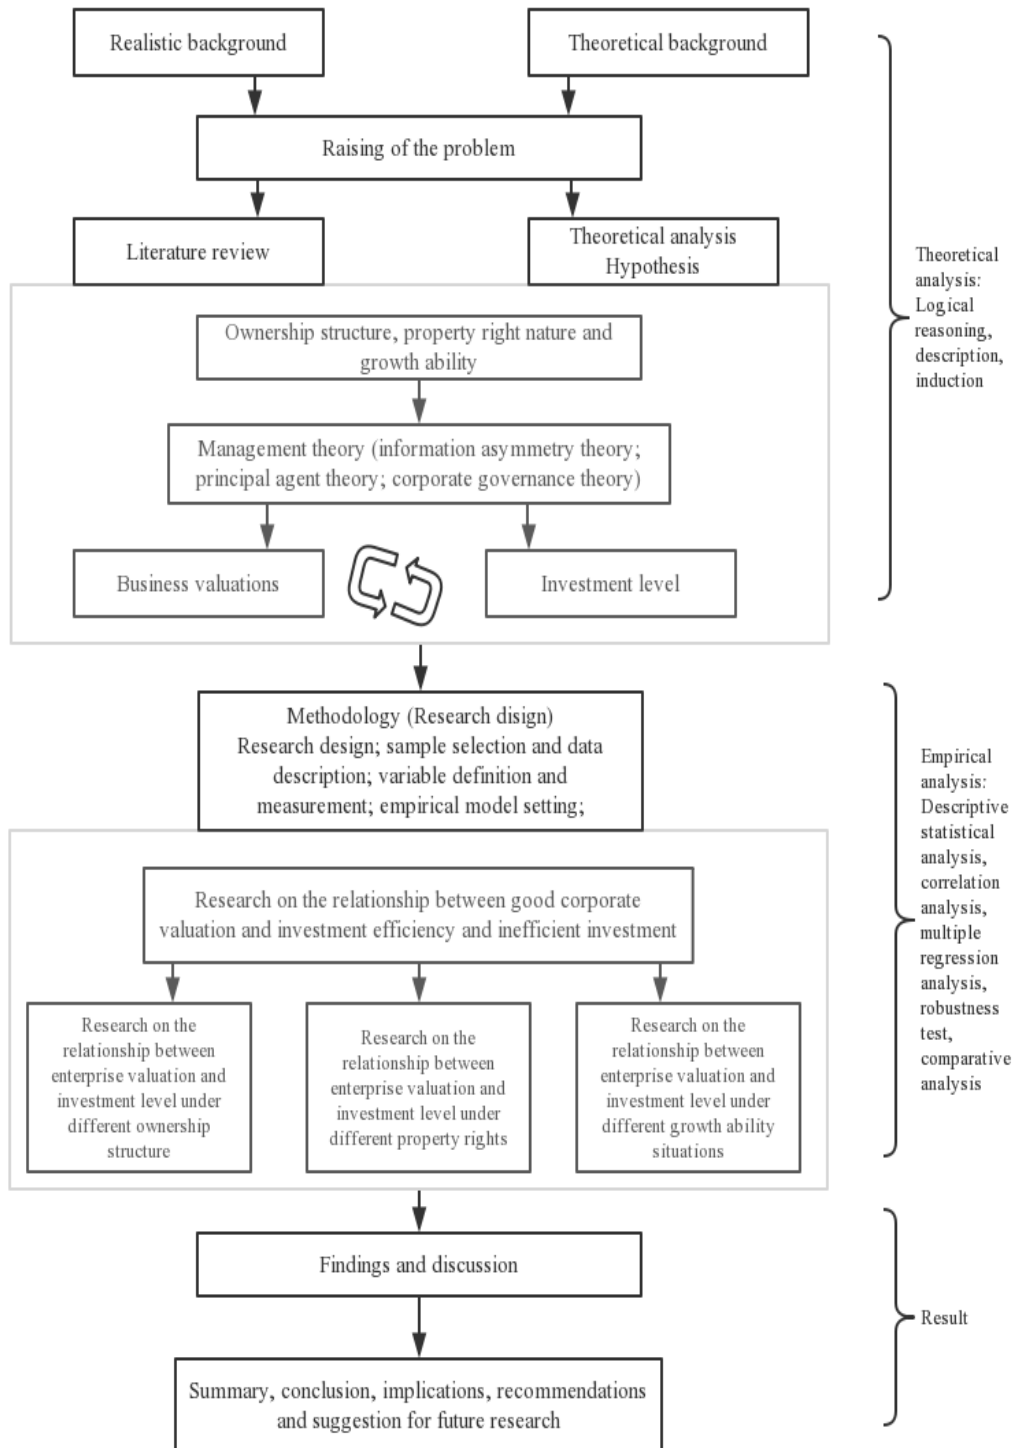 Realistic background
Theoretical background
Raising of the problem
Literature review
Theoretical analysis
Hypothesis
Ownership structure, property right nature and
growth ability
Management theory (information asymmetry theory;
principal agent theory; corporate governance theory)
Business valuations
Investment level
Theoretical
analysis:
Logical
reasoning,
description,
induction
Methodology (Research disign)
Research design; sample selection and data
description; variable definition and
measurement; empirical model setting;
Research on the relationship between good corporate
valuation and investment efficiency and inefficient investment
Research on the
relationship between
enterprise valuation and
investment level under
different ownership
structure
Research on the
relationship between
enterprise valuation and
investment level under
different property rights
Research on the
relationship between
enterprise valuation and
investment level under
different growth ability
situations
Empirical
analysis:
Descriptive
statistical
analysis,
correlation
analysis,
multiple
regression
analysis,
robustness
test,
comparative
analysis
Findings and discussion
Summary, conclusion, implications, recommendations
and suggestion for future research
Result